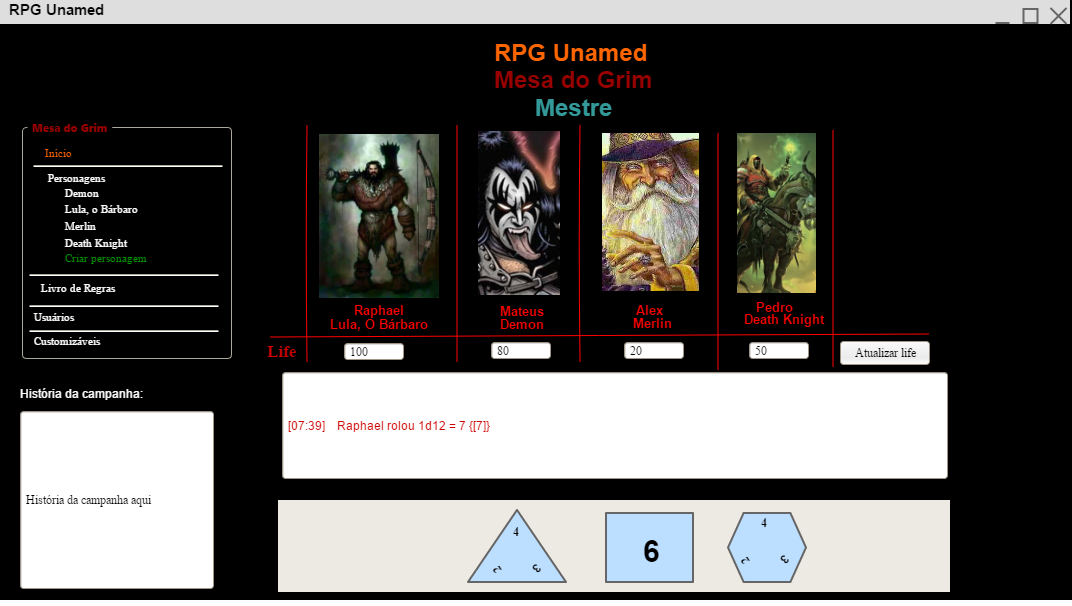 RPG Unamed
RPG Unamed
Mesa do Grim
Mestre
Mesa do Grim
Inicio
Personagens
Demon
Lula, o Bárbaro
Merlin
Death Knight
Criar personagem
Livro de Regras
Usuários
Customizáveis
História da campanha:
História da campanha aqui
Raphael
Lula, O Bárbaro
Mateus
Demon
Alex
Merlin
Pedro
Death Knight
Life
100
80
20
50
Atualizar life
[07:39] Raphael rolou 1d12 = 7 {[7]}
4
2
3
6
4
2
3